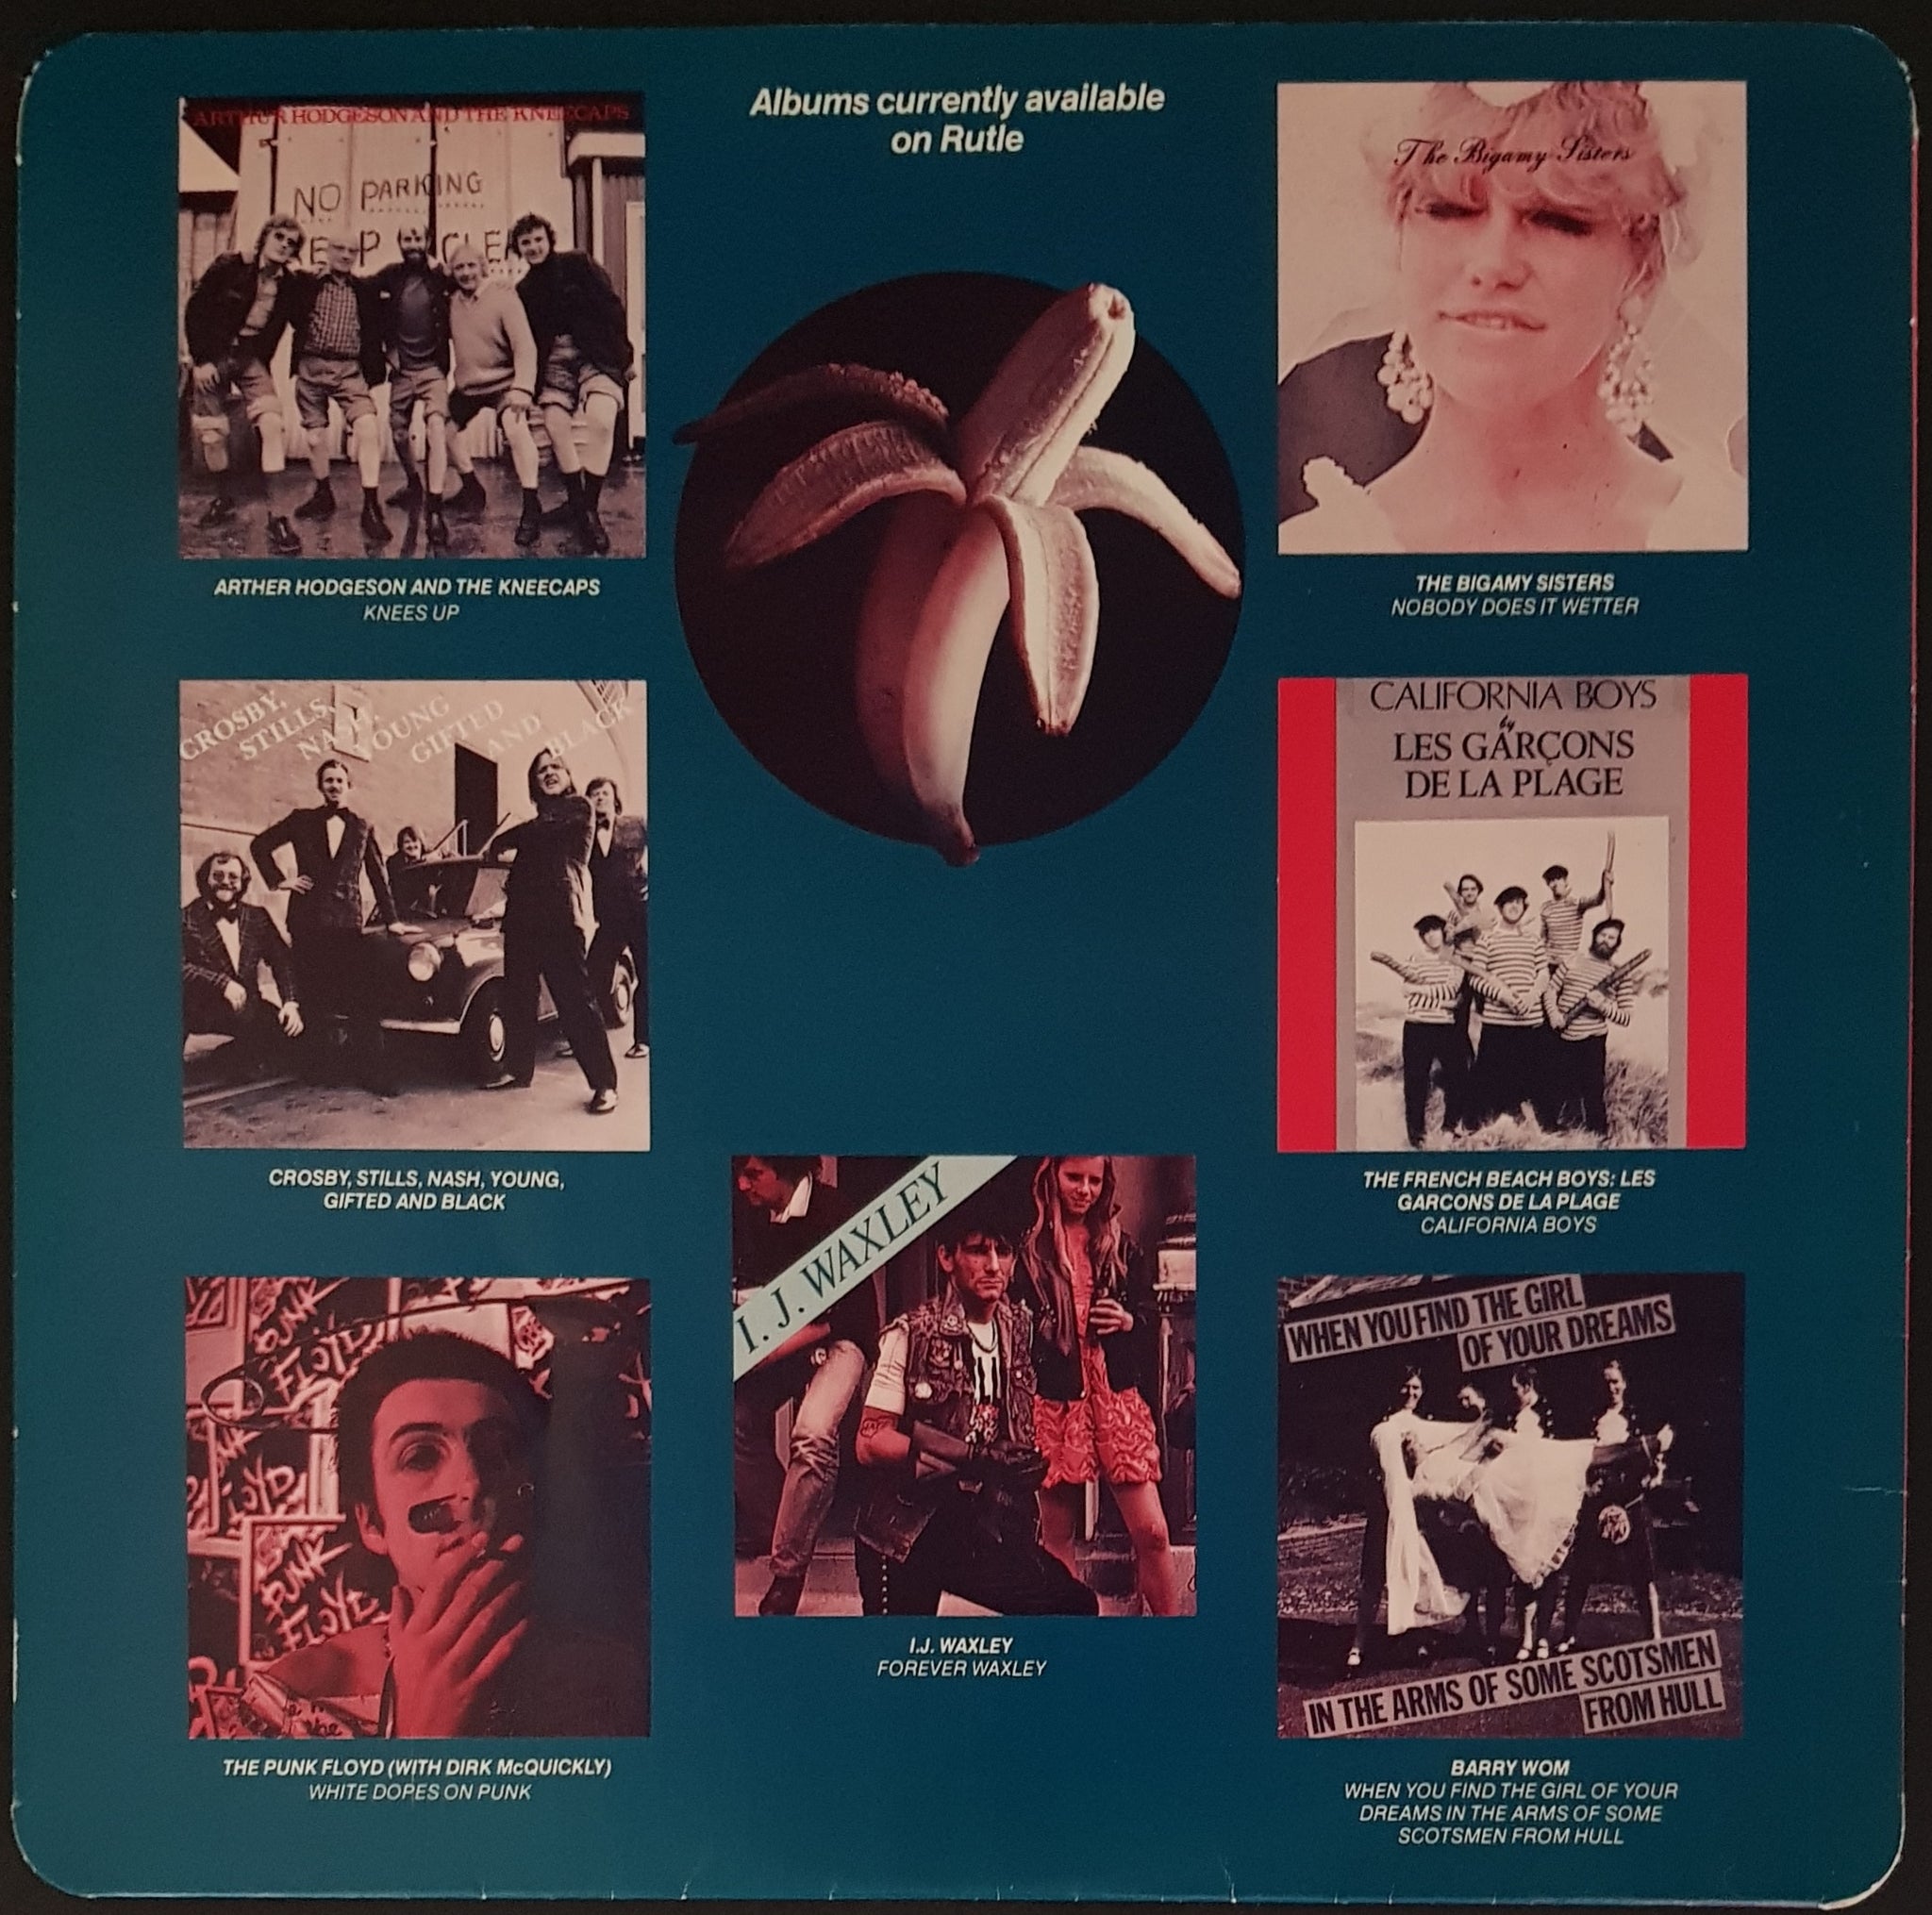 Albums currently available
on Rutle
ARTHUR HODGESON AND THE KNEECAPS
NO PARKING
ARTHER HODGESON AND THE KNEECAPS
KNEES UP
The Bigamy Sisters
THE BIGAMY SISTERS
NOBODY DOES IT WETTER
CROSBY,
STILLS,
NASH,
YOUNG
GIFTED
AND
BLACK
CROSBY, STILLS, NASH, YOUNG,
GIFTED AND BLACK
CALIFORNIA BOYS
by
LES GARÇONS
DE LA PLAGE
THE FRENCH BEACH BOYS: LES
GARCONS DE LA PLAGE
CALIFORNIA BOYS
PUNK
FLOYD
FLOYD
PUNK
FLOYD
THE PUNK FLOYD (WITH DIRK McQUICKLY)
WHITE DOPES ON PUNK
I. J. WAXLEY
I.J. WAXLEY
FOREVER WAXLEY
WHEN YOU FIND THE GIRL
OF YOUR DREAMS
IN THE ARMS OF SOME SCOTSMEN
FROM HULL
BARRY WOM
WHEN YOU FIND THE GIRL OF YOUR
DREAMS IN THE ARMS OF SOME
SCOTSMEN FROM HULL